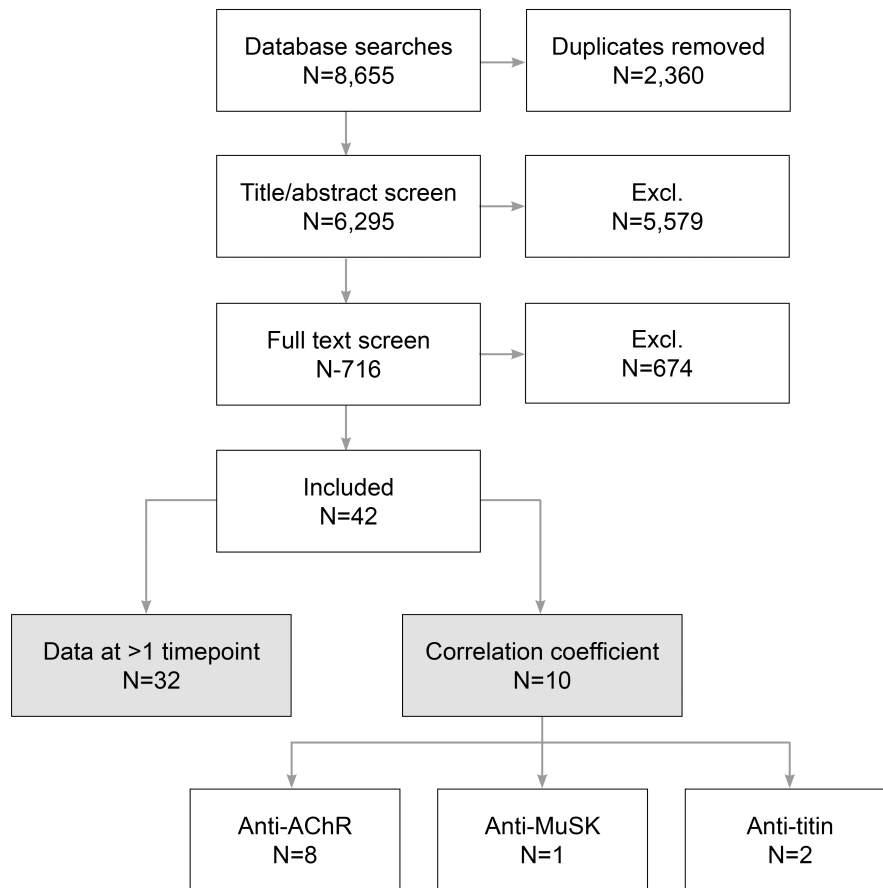 Database searches
N=8,655
Duplicates removed
N=2,360
Title/abstract screen
N=6,295
Excl.
N=5,579
Full text screen
N-716
Excl.
N=674
Included
N=42
Data at >1 timepoint
N=32
Correlation coefficient
N=10
Anti-AChR
N=8
Anti-MuSK
N=1
Anti-titin
N=2